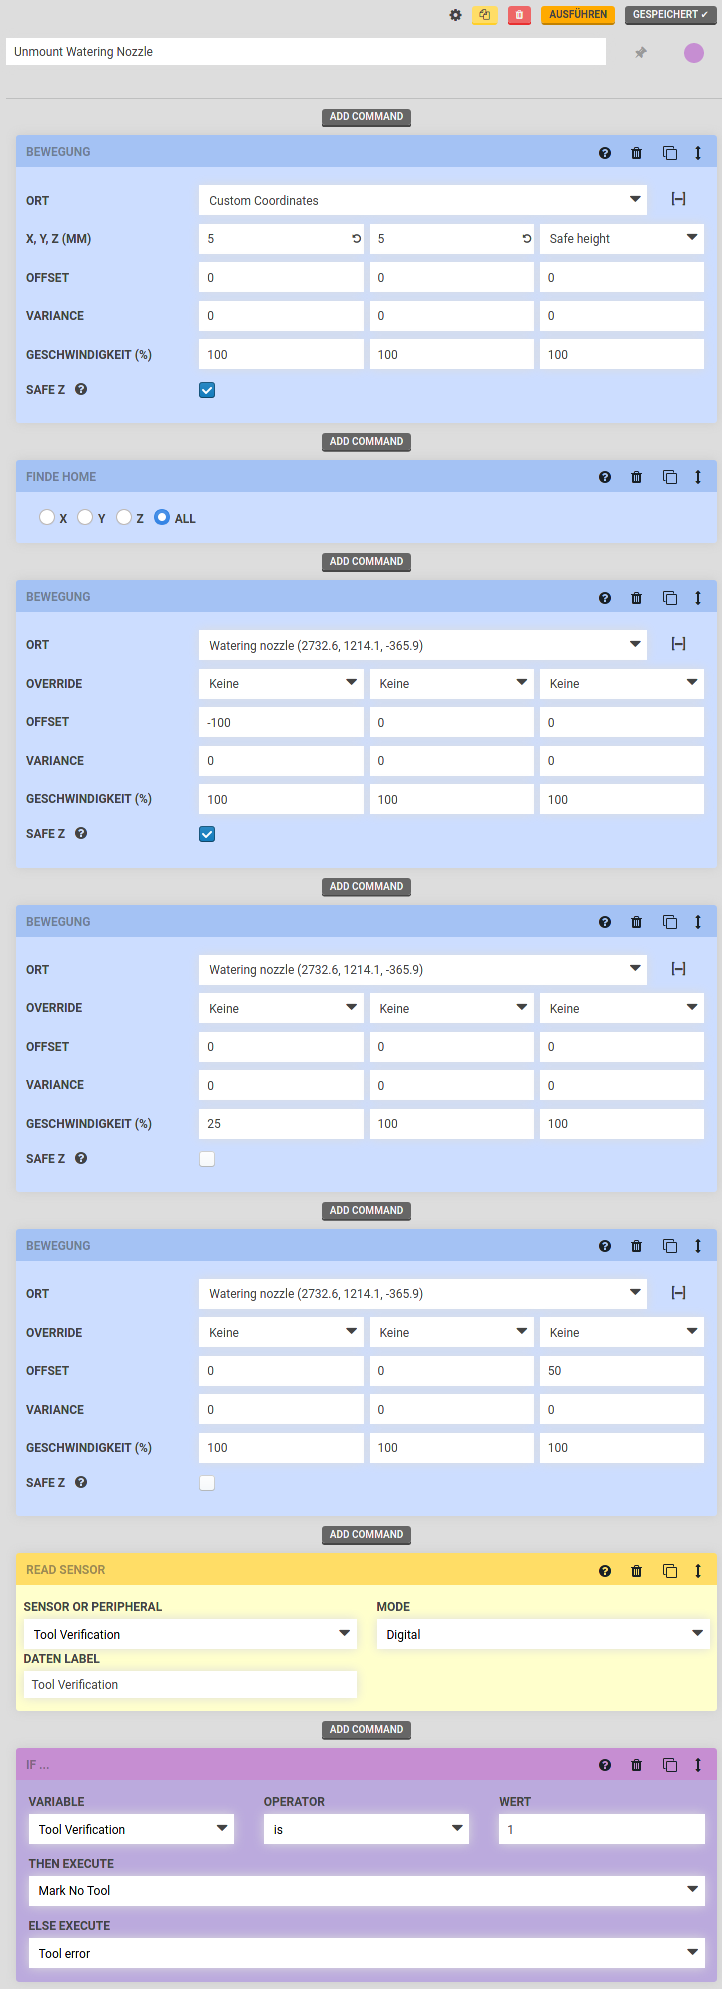 AUSFÜHREN GESPEICHERT ✓
Unmount Watering Nozzle
ADD COMMAND
BEWEGUNG
ORT Custom Coordinates [–]
X, Y, Z (MM) 5 5 Safe height
OFFSET 0 0 0
VARIANCE 0 0 0
GESCHWINDIGKEIT (%) 100 100 100
SAFE Z
ADD COMMAND
FINDE HOME
X Y Z ALL
ADD COMMAND
BEWEGUNG
ORT Watering nozzle (2732.6, 1214.1, -365.9) [–]
OVERRIDE Keine Keine Keine
OFFSET -100 0 0
VARIANCE 0 0 0
GESCHWINDIGKEIT (%) 100 100 100
SAFE Z
ADD COMMAND
BEWEGUNG
ORT Watering nozzle (2732.6, 1214.1, -365.9) [–]
OVERRIDE Keine Keine Keine
OFFSET 0 0 0
VARIANCE 0 0 0
GESCHWINDIGKEIT (%) 25 100 100
SAFE Z
ADD COMMAND
BEWEGUNG
ORT Watering nozzle (2732.6, 1214.1, -365.9) [–]
OVERRIDE Keine Keine Keine
OFFSET 0 0 50
VARIANCE 0 0 0
GESCHWINDIGKEIT (%) 100 100 100
SAFE Z
ADD COMMAND
READ SENSOR
SENSOR OR PERIPHERAL MODE
Tool Verification Digital
DATEN LABEL
Tool Verification
ADD COMMAND
IF ...
VARIABLE OPERATOR WERT
Tool Verification is 1
THEN EXECUTE
Mark No Tool
ELSE EXECUTE
Tool error